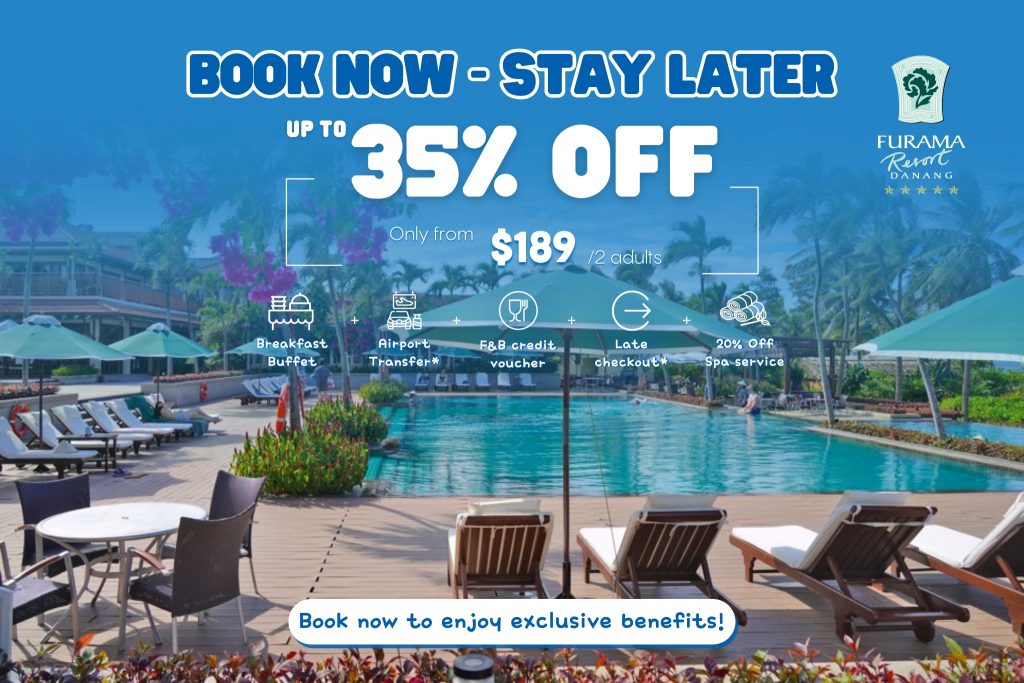 BOOK NOW - STAY LATER
UP TO
35% OFF
FURAMA
Resort
DANANG
Only from $189 /2 adults
Breakfast
Buffet
+
Airport
Transfer*
+
F&B credit
voucher
+
Late
checkout*
+
20% Off
Spa service
Book now to enjoy exclusive benefits!